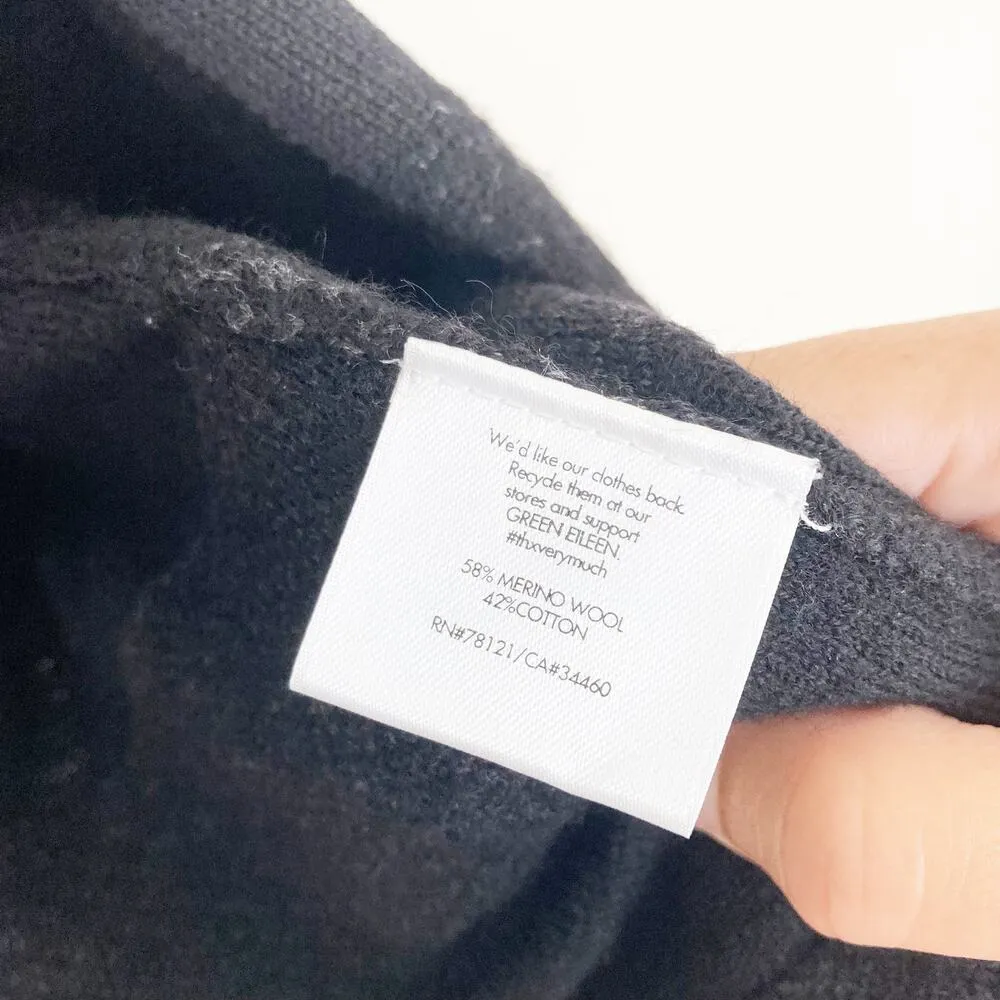 We'd like our clothes back.
Recycle them at our
stores and support
GREEN EILEEN.
#thxverymuch
58% MERINO WOOL
42%COTTON
RN#78121/CA#34460